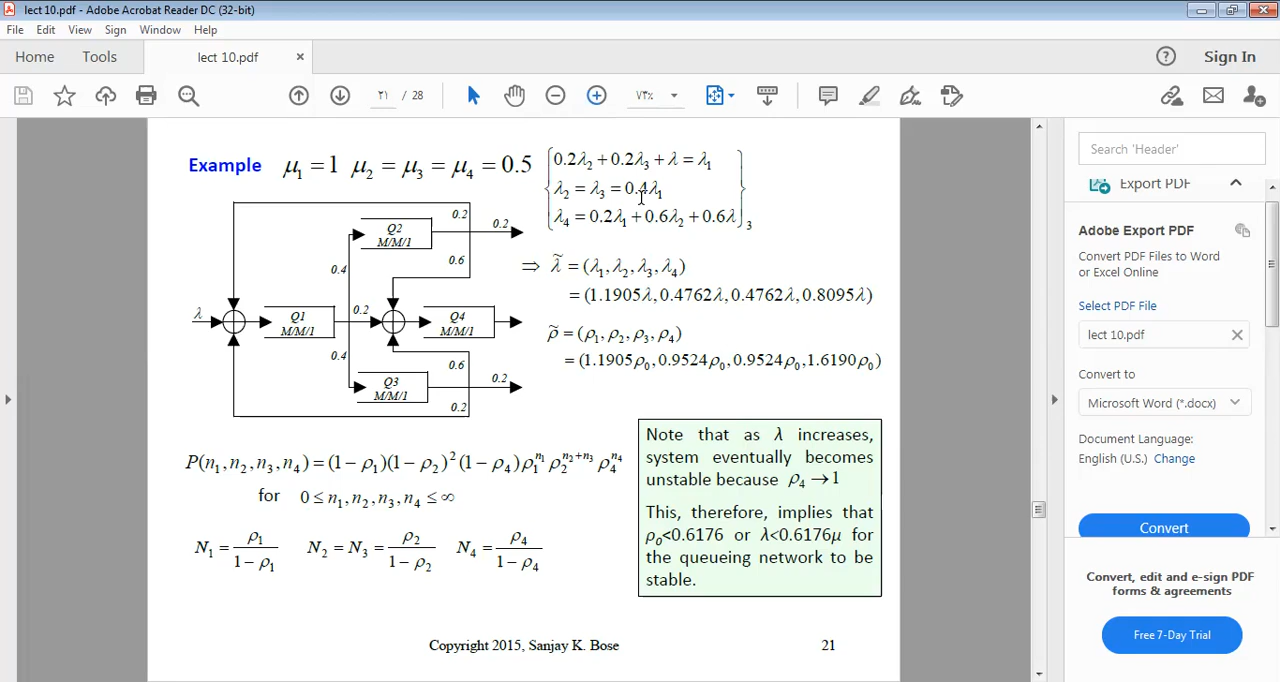 lect 10.pdf - Adobe Acrobat Reader DC (32-bit)
File Edit View Sign Window Help
Home Tools lect 10.pdf × Sign In
٢١ / 28 ٧٣%
Example μ₁ = 1 μ₂ = μ₃ = μ₄ = 0.5
0.2λ₂ + 0.2λ₃ + λ = λ₁
λ₂ = λ₃ = 0.4λ₁
λ₄ = 0.2λ₁ + 0.6λ₂ + 0.6λ
3
⇒ λ̃ = (λ₁, λ₂, λ₃, λ₄)
= (1.1905λ, 0.4762λ, 0.4762λ, 0.8095λ)
ρ̃ = (ρ₁, ρ₂, ρ₃, ρ₄)
= (1.1905ρ₀, 0.9524ρ₀, 0.9524ρ₀, 1.6190ρ₀)
0.2
Q2
M/M/1
0.2
0.6
0.4
λ
Q1
M/M/1
0.2
Q4
M/M/1
0.4
0.6
Q3
M/M/1
0.2
0.2
P(n₁, n₂, n₃, n₄) = (1 − ρ₁)(1 − ρ₂)²(1 − ρ₄)ρ₁^n₁ ρ₂^n₂+n₃ ρ₄^n₄
for 0 ≤ n₁, n₂, n₃, n₄ ≤ ∞
N₁ = ρ₁ / (1 − ρ₁) N₂ = N₃ = ρ₂ / (1 − ρ₂) N₄ = ρ₄ / (1 − ρ₄)
Note that as λ increases,
system eventually becomes
unstable because ρ₄ → 1
This, therefore, implies that
ρ₀<0.6176 or λ<0.6176μ for
the queueing network to be
stable.
Copyright 2015, Sanjay K. Bose 21
Search 'Header'
Export PDF
Adobe Export PDF
Convert PDF Files to Word
or Excel Online
Select PDF File
lect 10.pdf
Convert to
Microsoft Word (*.docx)
Document Language:
English (U.S.) Change
Convert
Convert, edit and e-sign PDF
forms & agreements
Free 7-Day Trial